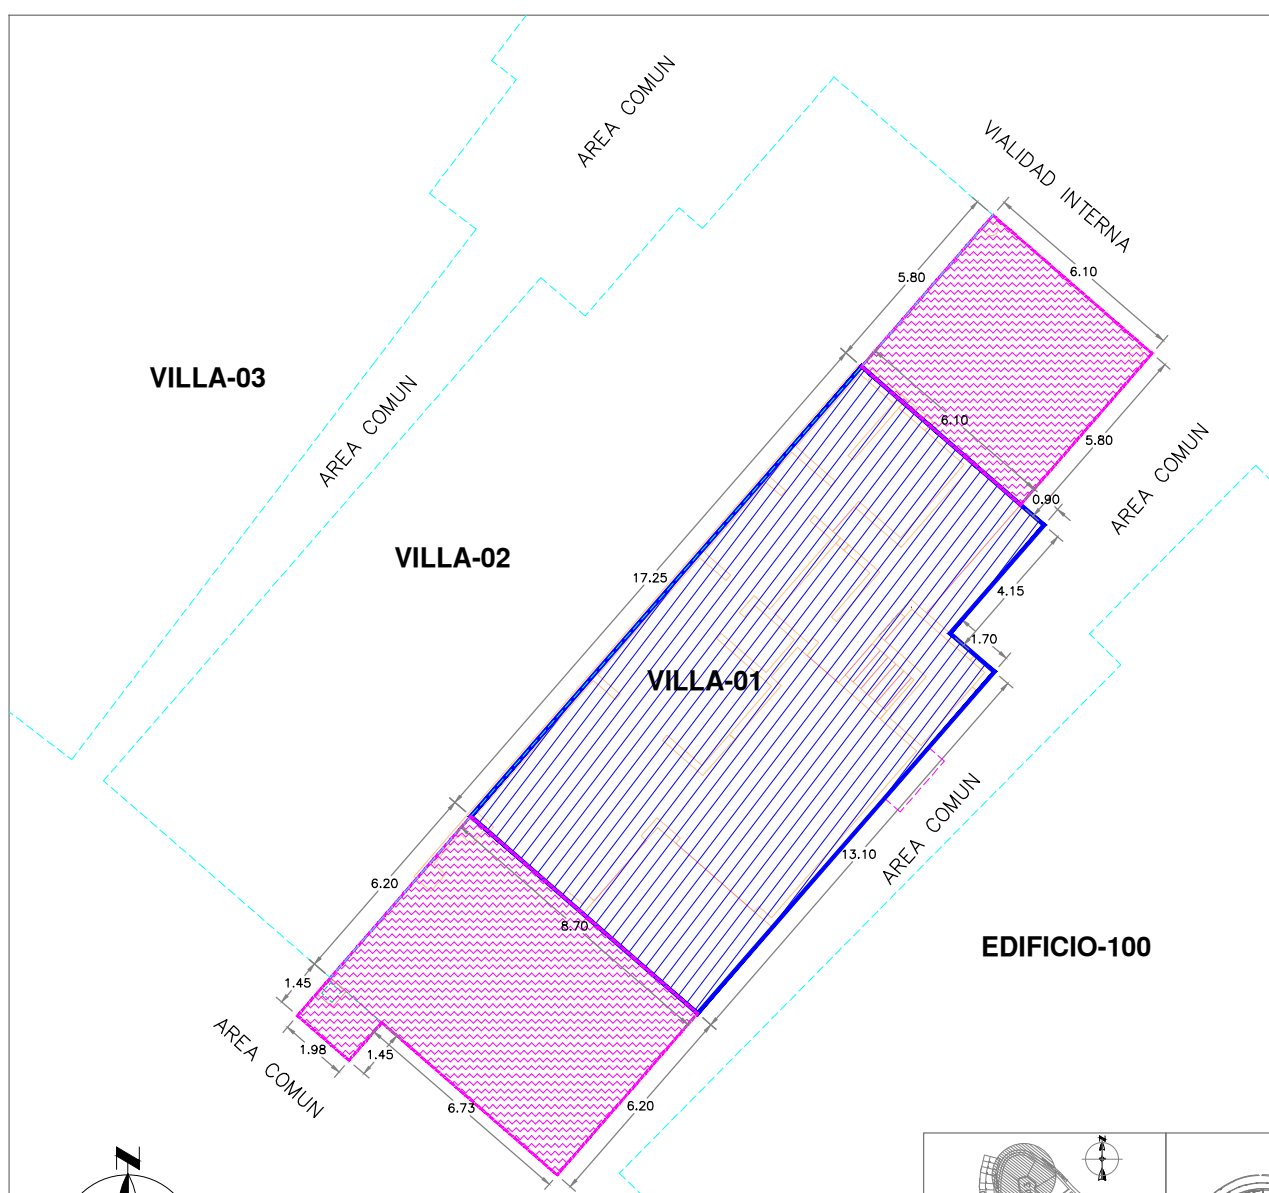 AREA COMUN
VIALIDAD INTERNA
5.80
6.10
VILLA-03
AREA COMUN
6.10
5.80
AREA COMUN
0.90
VILLA-02
17.25
4.15
1.70
VILLA-01
AREA COMUN
13.10
6.20
8.70
EDIFICIO-100
1.45
AREA COMUN
1.98
1.45
6.73
6.20
N
N